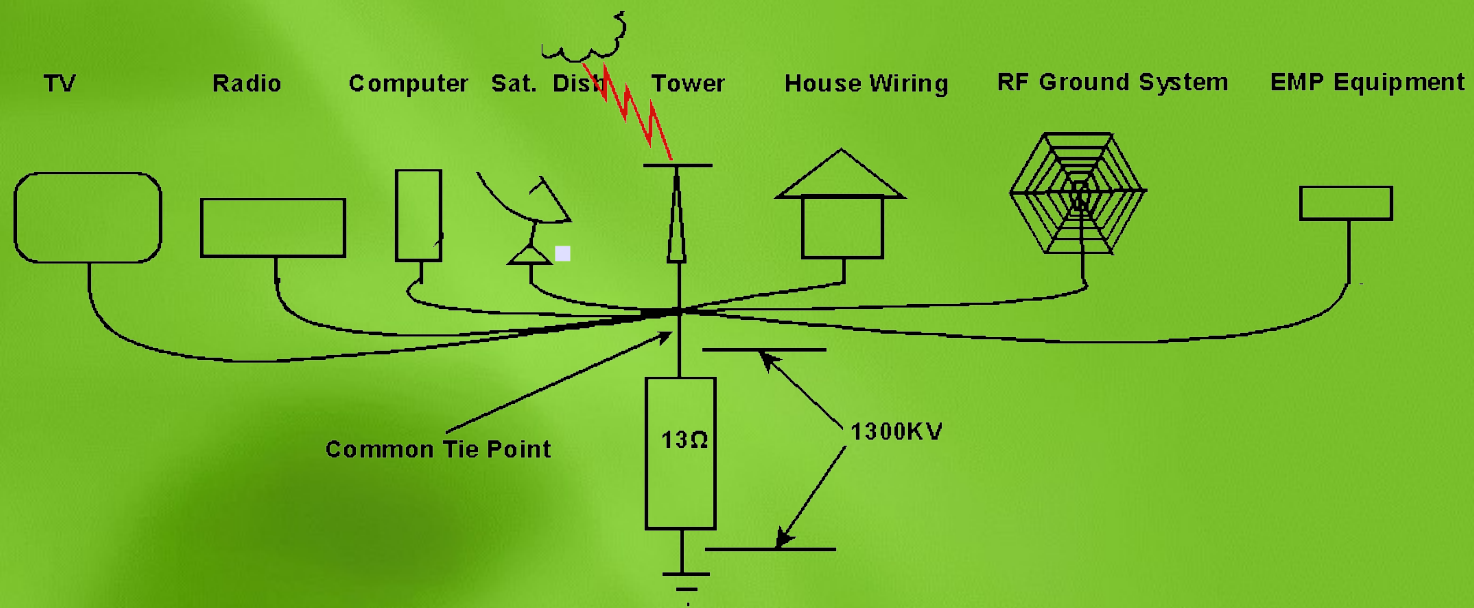 TV Radio Computer Sat. Dish Tower House Wiring RF Ground System EMP Equipment
13Ω
1300KV
Common Tie Point